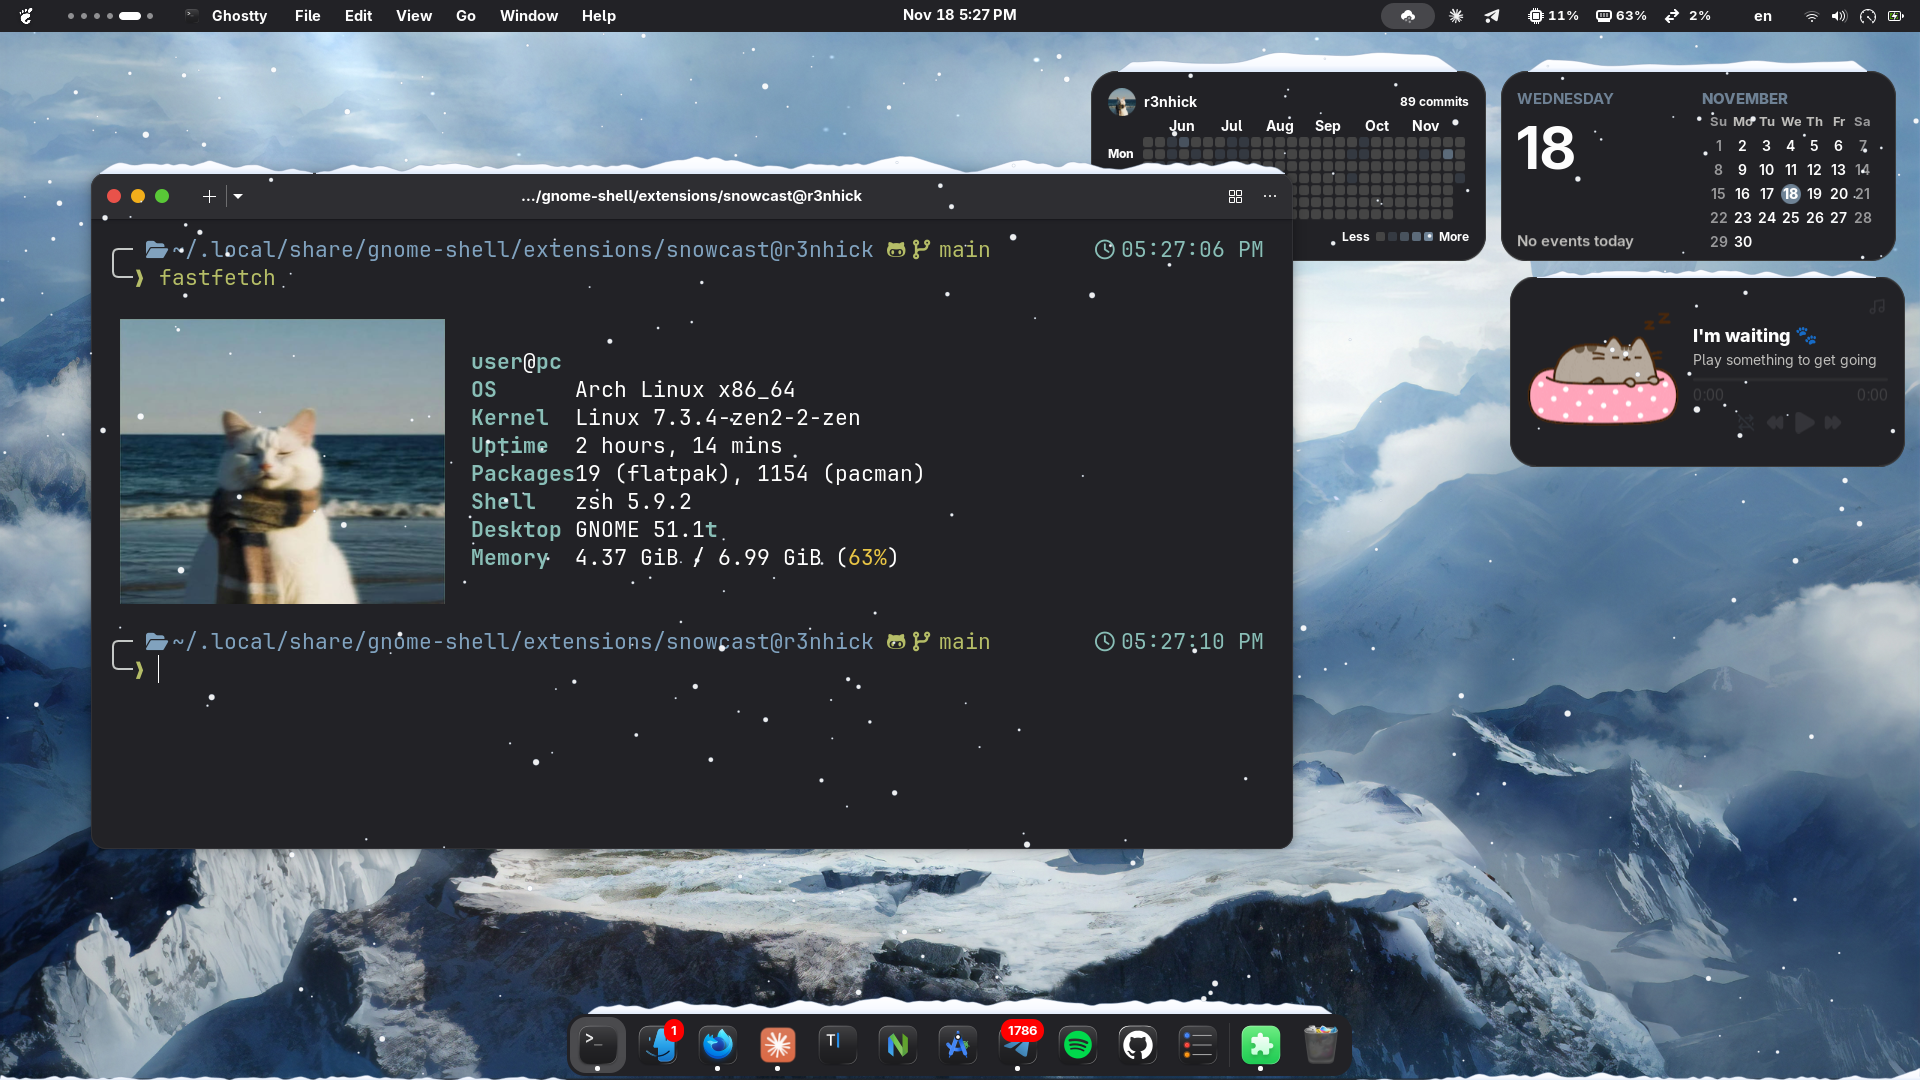 Ghostty File Edit View Go Window Help
Nov 18 5:27 PM
11% 63% 2% en
r3nhick 89 commits
Jun Jul Aug Sep Oct Nov
Mon
Less More
WEDNESDAY
18
No events today
NOVEMBER
Su Mo Tu We Th Fr Sa
1 2 3 4 5 6 7
8 9 10 11 12 13 14
15 16 17 18 19 20 21
22 23 24 25 26 27 28
29 30
.../gnome-shell/extensions/snowcast@r3nhick
~/.local/share/gnome-shell/extensions/snowcast@r3nhick main 05:27:06 PM
fastfetch
user@pc
OS Arch Linux x86_64
Kernel Linux 7.3.4-zen2-2-zen
Uptime 2 hours, 14 mins
Packages19 (flatpak), 1154 (pacman)
Shell zsh 5.9.2
Desktop GNOME 51.1t
Memory 4.37 GiB / 6.99 GiB (63%)
~/.local/share/gnome-shell/extensions/snowcast@r3nhick main 05:27:10 PM
z z
I'm waiting 🐾
Play something to get going
0:00 0:00
>_ 1 T N 1786